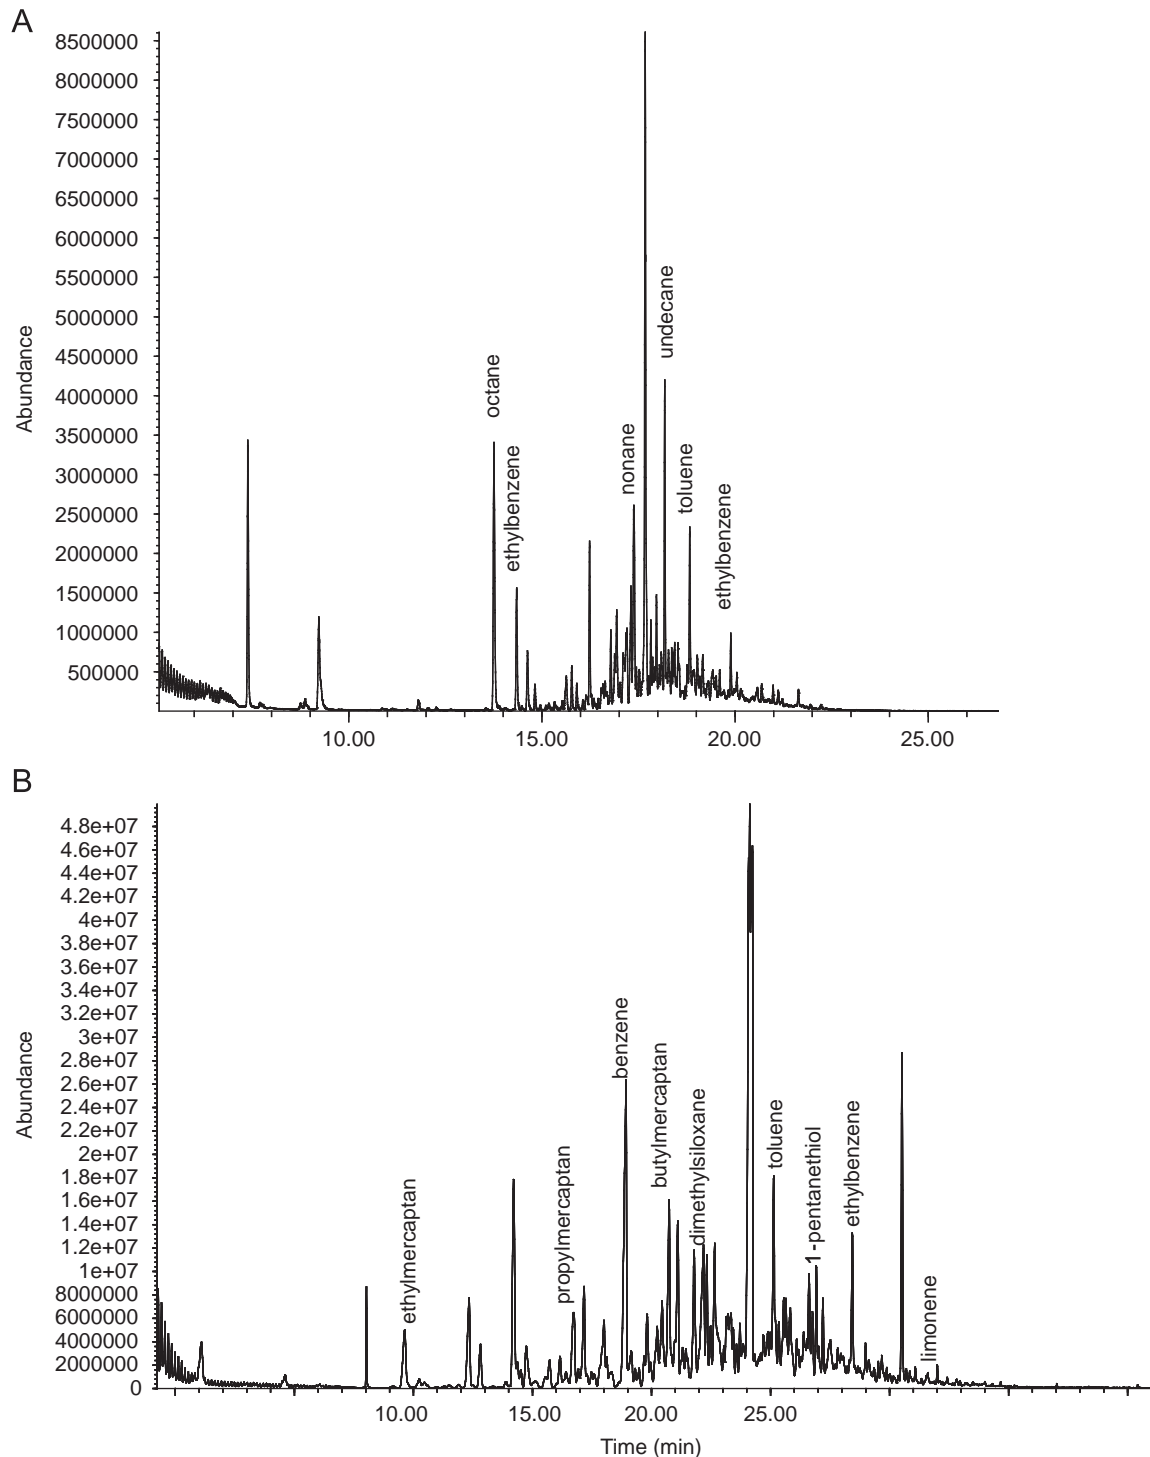 A
8500000
8000000
7500000
7000000
6500000
6000000
5500000
5000000
4500000
4000000
3500000
3000000
2500000
2000000
1500000
1000000
500000
Abundance
octane
ethylbenzene
nonane
undecane
toluene
ethylbenzene
10.00
15.00
20.00
25.00
B
4.8e+07
4.6e+07
4.4e+07
4.2e+07
4e+07
3.8e+07
3.6e+07
3.4e+07
3.2e+07
3e+07
2.8e+07
2.6e+07
2.4e+07
2.2e+07
2e+07
1.8e+07
1.6e+07
1.4e+07
1.2e+07
1e+07
8000000
6000000
4000000
2000000
0
Abundance
ethylmercaptan
propylmercaptan
benzene
butylmercaptan
dimethylsiloxane
toluene
1-pentanethiol
ethylbenzene
limonene
10.00
15.00
20.00
25.00
Time (min)